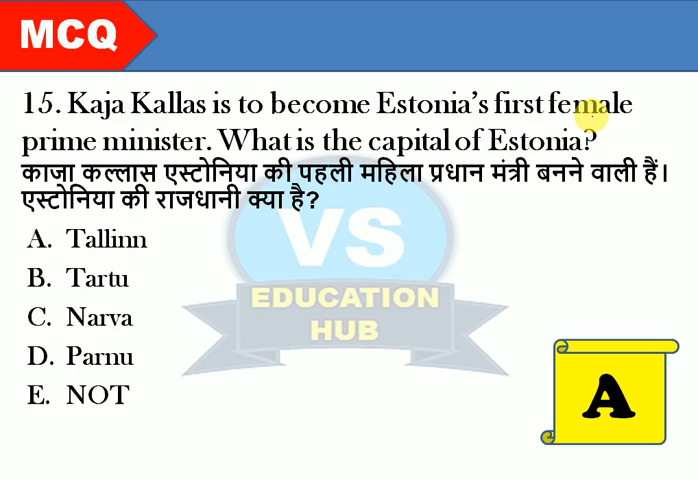 MCQ
15. Kaja Kallas is to become Estonia's first female
prime minister. What is the capital of Estonia?
काजा कल्लास एस्टोनिया की पहली महिला प्रधान मंत्री बनने वाली हैं।
एस्टोनिया की राजधानी क्या है?
A. Tallinn
B. Tartu
C. Narva
D. Parnu
E. NOT
VS
EDUCATION
HUB
A